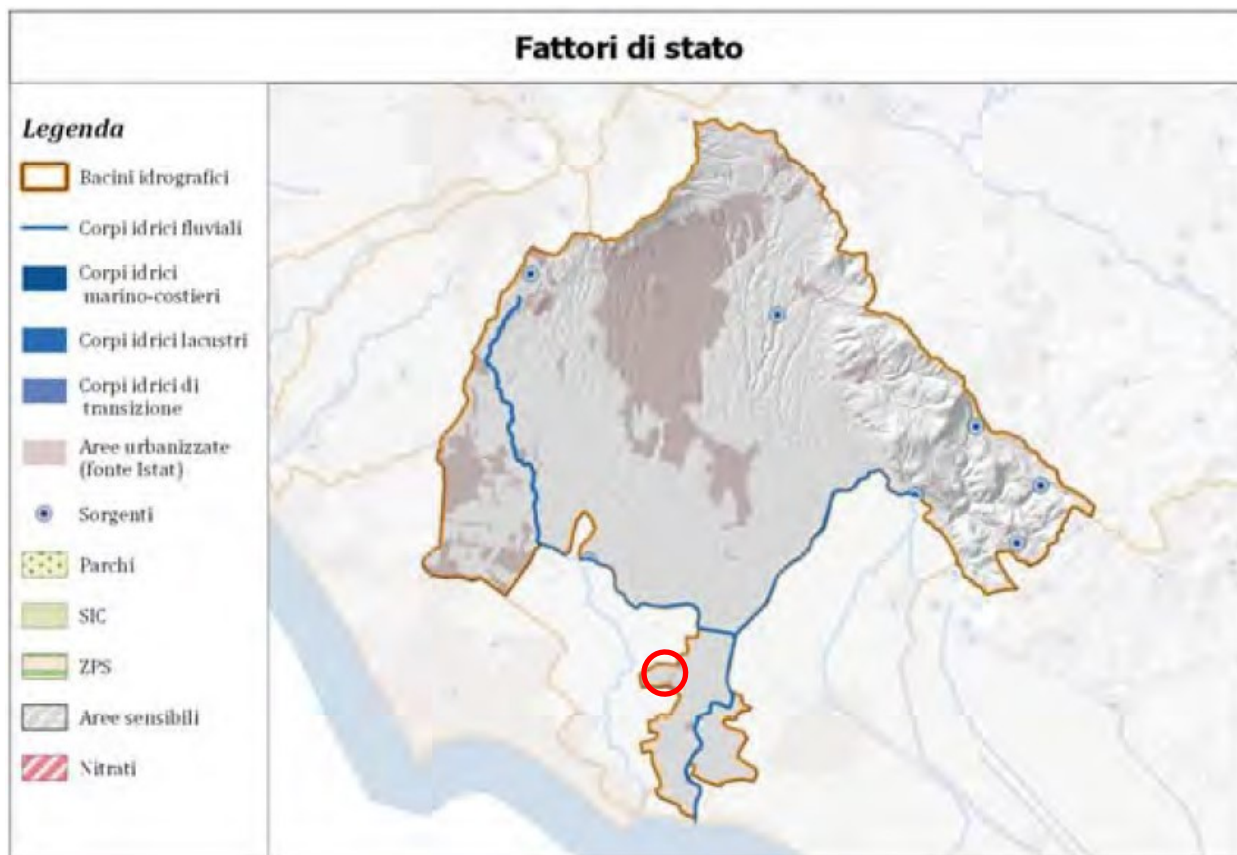 Fattori di stato
Legenda
Bacini idrografici
Corpi idrici fluviali
Corpi idrici
marino-costieri
Corpi idrici lacustri
Corpi idrici di
transizione
Aree urbanizzate
(fonte Istat)
Sorgenti
Parchi
SIC
ZPS
Aree sensibili
Nitrati